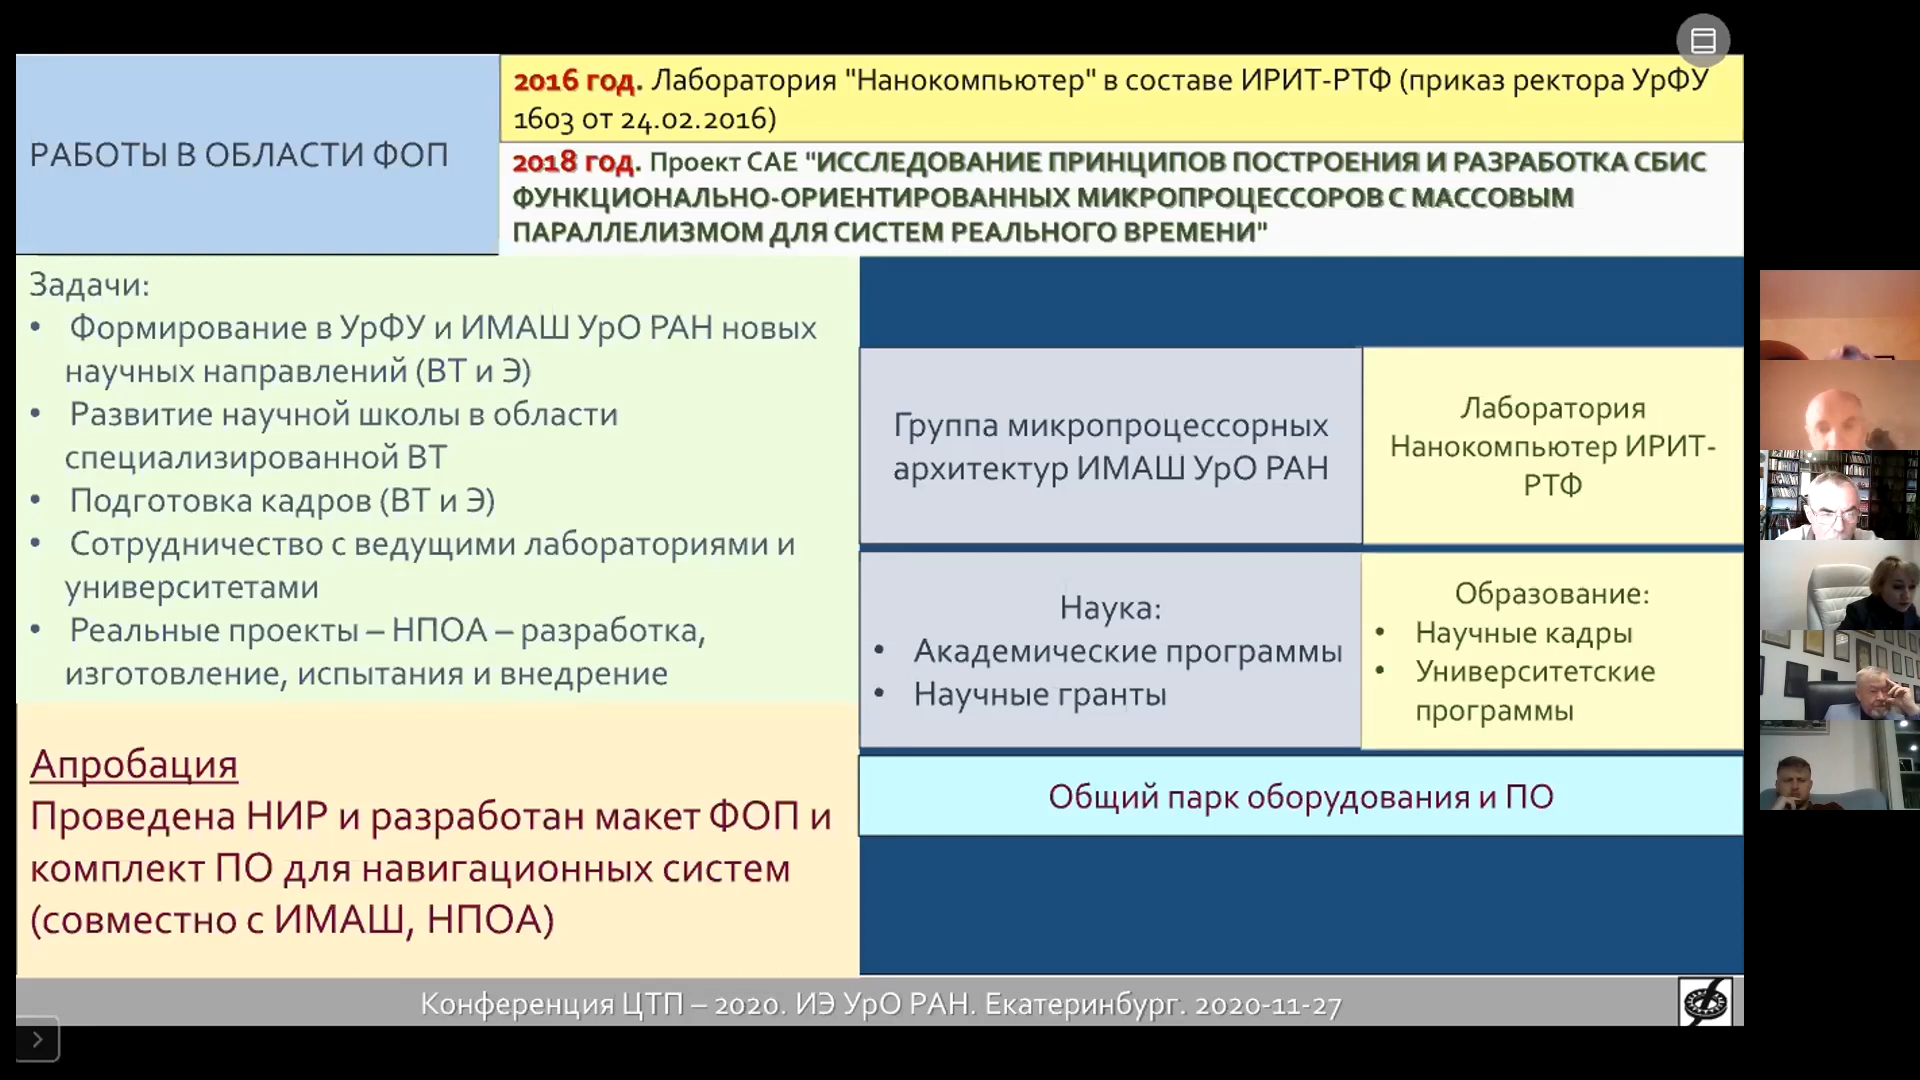 РАБОТЫ В ОБЛАСТИ ФОП
2016 год. Лаборатория "Нанокомпьютер" в составе ИРИТ-РТФ (приказ ректора УрФУ
1603 от 24.02.2016)
2018 год. Проект САЕ "ИССЛЕДОВАНИЕ ПРИНЦИПОВ ПОСТРОЕНИЯ И РАЗРАБОТКА СБИС
ФУНКЦИОНАЛЬНО-ОРИЕНТИРОВАННЫХ МИКРОПРОЦЕССОРОВ С МАССОВЫМ
ПАРАЛЛЕЛИЗМОМ ДЛЯ СИСТЕМ РЕАЛЬНОГО ВРЕМЕНИ"
Задачи:
• Формирование в УрФУ и ИМАШ УрО РАН новых
научных направлений (ВТ и Э)
• Развитие научной школы в области
специализированной ВТ
• Подготовка кадров (ВТ и Э)
• Сотрудничество с ведущими лабораториями и
университетами
• Реальные проекты – НПОА – разработка,
изготовление, испытания и внедрение
Апробация
Проведена НИР и разработан макет ФОП и
комплект ПО для навигационных систем
(совместно с ИМАШ, НПОА)
Группа микропроцессорных
архитектур ИМАШ УрО РАН
Лаборатория
Нанокомпьютер ИРИТ-
РТФ
Наука:
• Академические программы
• Научные гранты
Образование:
• Научные кадры
• Университетские
программы
Общий парк оборудования и ПО
Конференция ЦТП – 2020. ИЭ УрО РАН. Екатеринбург. 2020-11-27